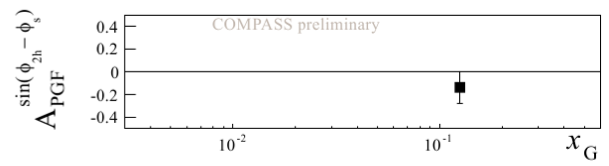 A_PGF^sin(ϕ_2h − ϕ_s)
COMPASS preliminary
0.4
0.2
0
-0.2
-0.4
10^-2
10^-1
x_G